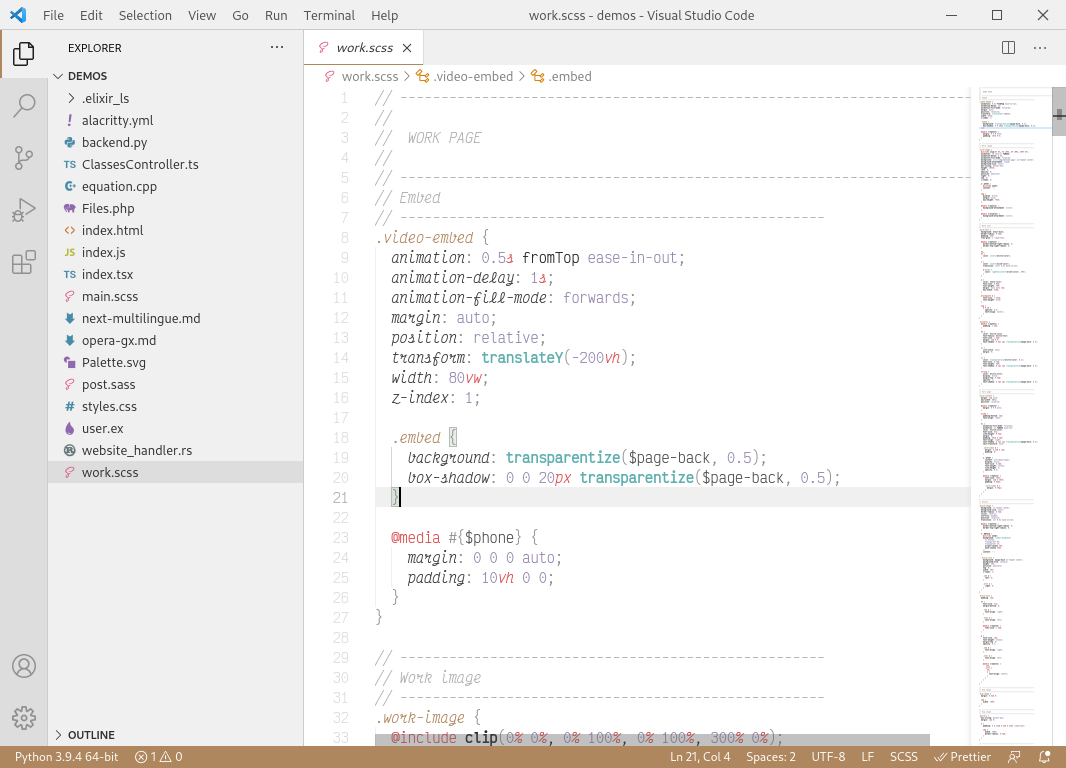 File Edit Selection View Go Run Terminal Help
work.scss - demos - Visual Studio Code
EXPLORER
work.scss
DEMOS
work.scss > .video-embed > .embed
.elixir_ls
alacritty.yml
backend.py
TS ClassesController.ts
equation.cpp
Files.php
index.html
JS index.js
TS index.tsx
main.scss
next-multilingue.md
opera-gx.md
Palette.svg
post.sass
# styles.css
user.ex
website_handler.rs
work.scss
OUTLINE
1 // ----------------------------------------------------------------------
2 //
3 // WORK PAGE
4 //
5 // ----------------------------------------------------------------------
6 // Embed
7 // ----------------------------------------------------
8 .video-embed {
9 animation: 0.5s fromTop ease-in-out;
10 animation-delay: 1s;
11 animation-fill-mode: forwards;
12 margin: auto;
13 position: relative;
14 transform: translateY(-200vh);
15 width: 80vw;
16 z-index: 1;
17
18 .embed {
19 background: transparentize($page-back, 0.5);
20 box-shadow: 0 0 20px transparentize($page-back, 0.5);
21 }
22
23 @media #{$phone} {
24 margin: 0 0 0 auto;
25 padding: 10vh 0 0;
26 }
27 }
28
29 // ----------------------------------------------------
30 // Work image
31 // ----------------------------------------------------
32 .work-image {
33 @include clip(0% 0%, 0% 100%, 0% 100%, 300% 0%);
Python 3.9.4 64-bit 1 0 Ln 21, Col 4 Spaces: 2 UTF-8 LF SCSS Prettier